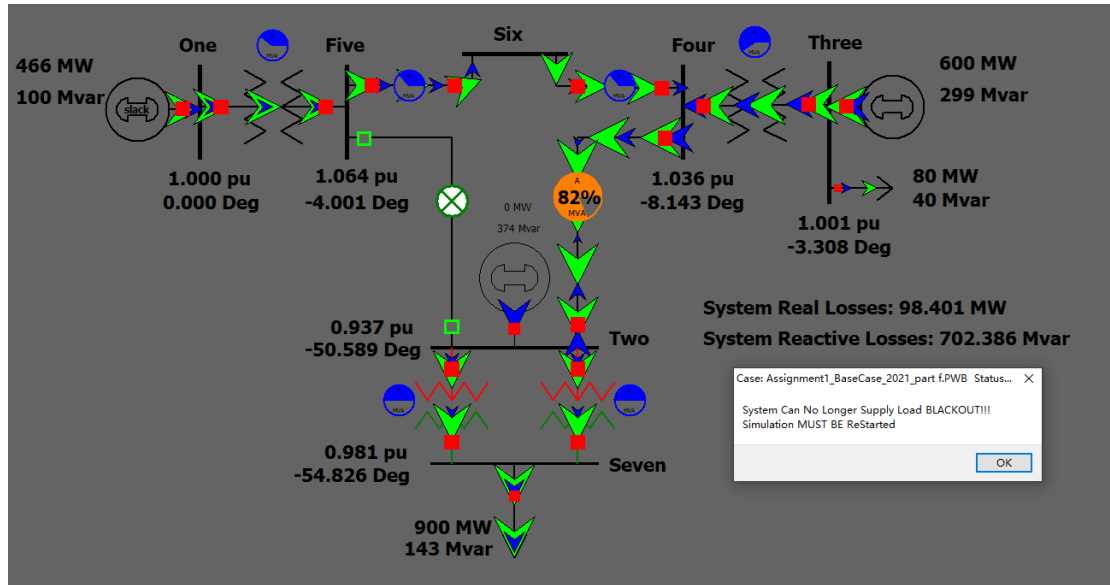 Six
One
Five
Four
Three
A
MVA
A
MVA
466 MW
100 Mvar
slack
600 MW
299 Mvar
A
MVA
A
MVA
1.000 pu
0.000 Deg
1.064 pu
-4.001 Deg
A
82%
MVA
1.036 pu
-8.143 Deg
80 MW
40 Mvar
0 MW
374 Mvar
1.001 pu
-3.308 Deg
System Real Losses: 98.401 MW
System Reactive Losses: 702.386 Mvar
0.937 pu
-50.589 Deg
Two
Case: Assignment1_BaseCase_2021_part f.PWB Status...
System Can No Longer Supply Load BLACKOUT!!!
Simulation MUST BE ReStarted
OK
A
MVA
A
MVA
0.981 pu
-54.826 Deg
Seven
900 MW
143 Mvar